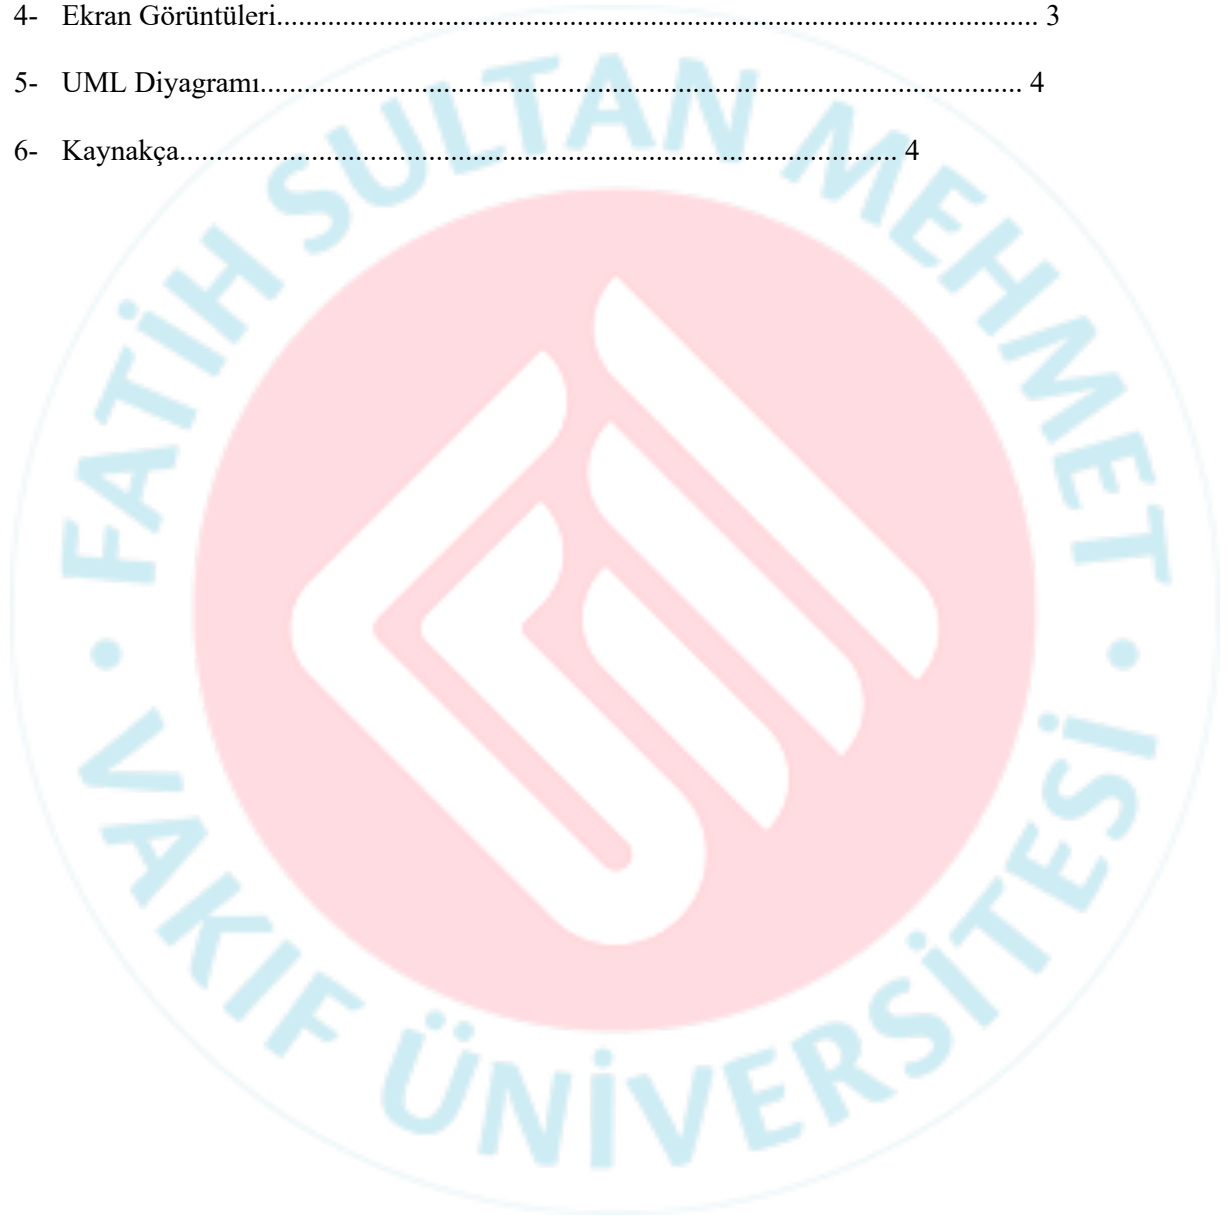 4- Ekran Görüntüleri....................................................................................................... 3
5- UML Diyagramı....................................................................................................... 4
6- Kaynakça................................................................................................. 4
FATİH SULTAN MEHMET
• VAKIF ÜNİVERSİTESİ •